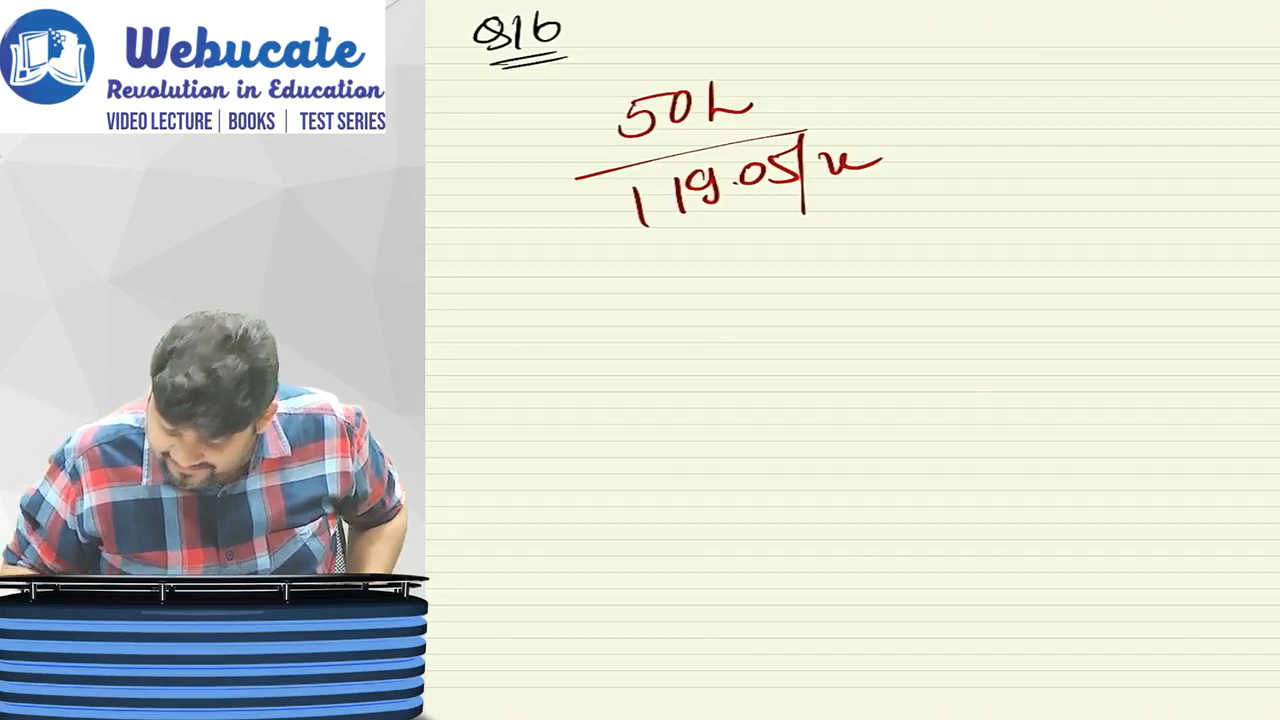 Webucate
Revolution in Education
VIDEO LECTURE | BOOKS | TEST SERIES
Q16
50L
119.05/x